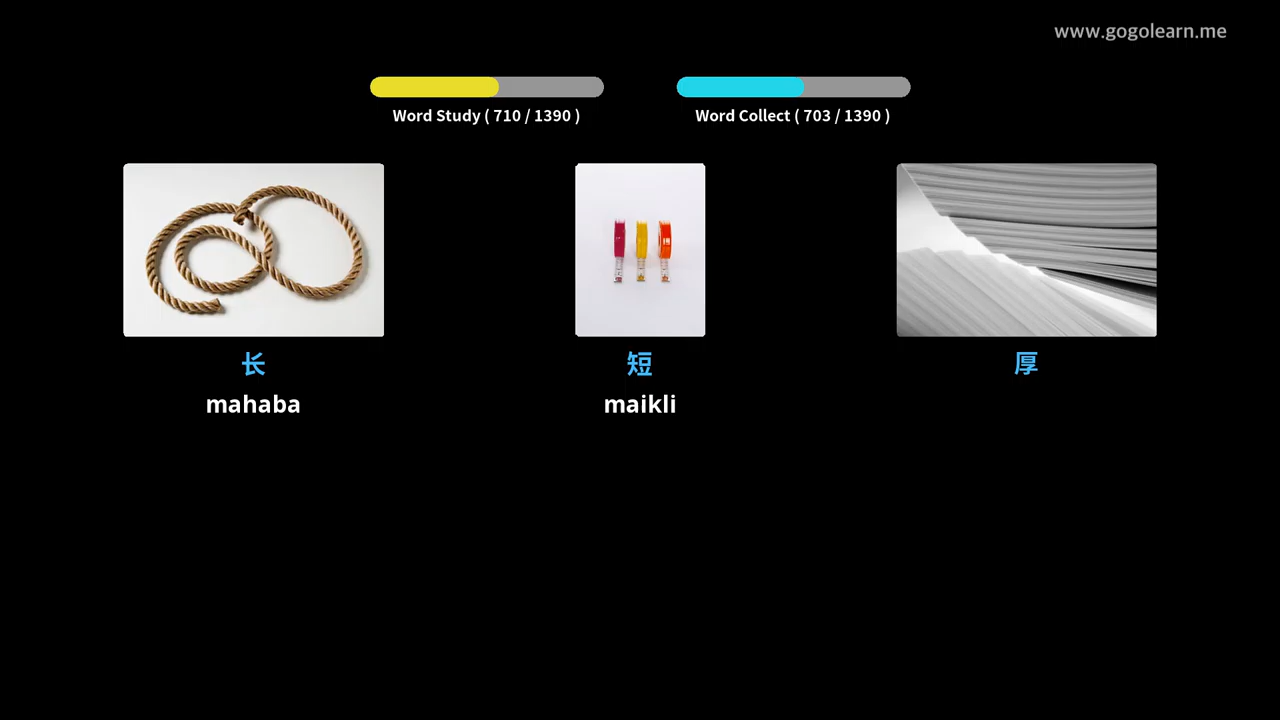 www.gogolearn.me
Word Study ( 710 / 1390 )
Word Collect ( 703 / 1390 )
长
短
厚
mahaba
maikli